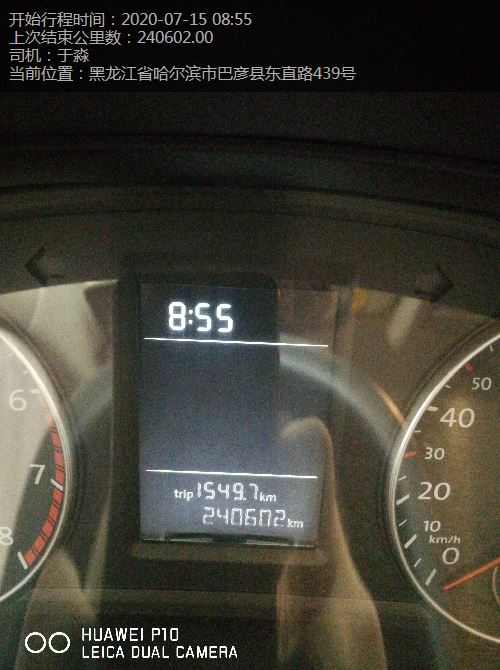 开始行程时间：2020-07-15 08:55
上次结束公里数：240602.00
司机：于淼
当前位置：黑龙江省哈尔滨市巴彦县东直路439号
8:55
6
7
8
50
40
30
20
10
km/h
0
trip 1549.7 km
240602 km
HUAWEI P10
LEICA DUAL CAMERA